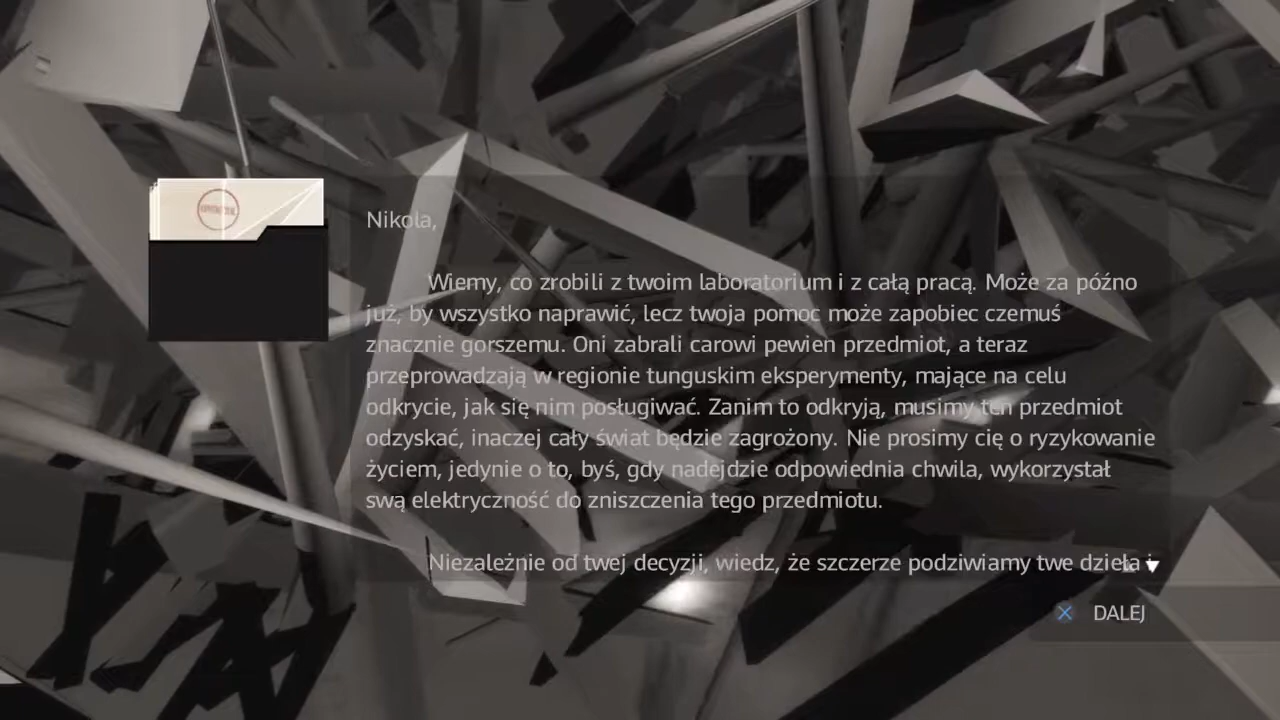 Nikola,
Wiemy, co zrobili z twoim laboratorium i z całą pracą. Może za późno
już, by wszystko naprawić, lecz twoja pomoc może zapobiec czemuś
znacznie gorszemu. Oni zabrali carowi pewien przedmiot, a teraz
przeprowadzają w regionie tunguskim eksperymenty, mające na celu
odkrycie, jak się nim posługiwać. Zanim to odkryją, musimy ten przedmiot
odzyskać, inaczej cały świat będzie zagrożony. Nie prosimy cię o ryzykowanie
życiem, jedynie o to, byś, gdy nadejdzie odpowiednia chwila, wykorzystał
swą elektryczność do zniszczenia tego przedmiotu.
Niezależnie od twej decyzji, wiedz, że szczerze podziwiamy twe dzieła i
DALEJ